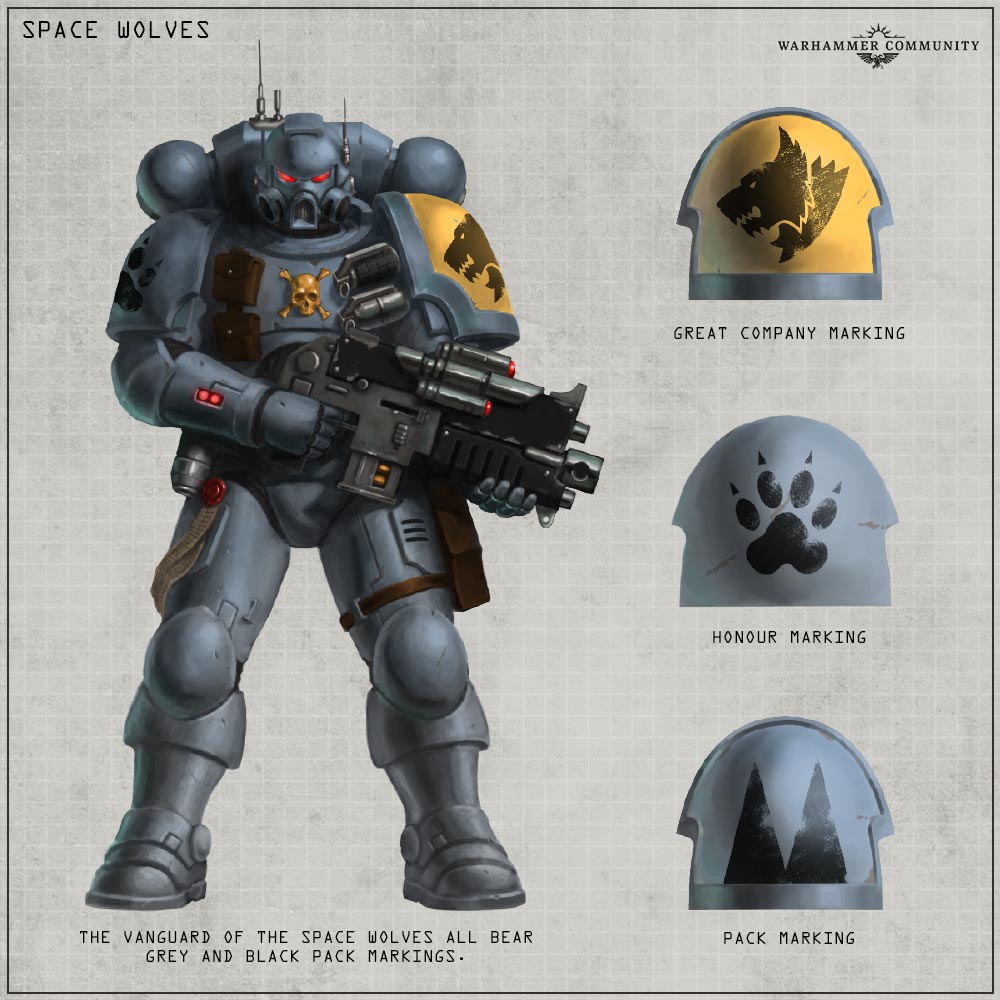 SPACE WOLVES
WARHAMMER COMMUNITY
GREAT COMPANY MARKING
HONOUR MARKING
PACK MARKING
THE VANGUARD OF THE SPACE WOLVES ALL BEAR
GREY AND BLACK PACK MARKINGS.